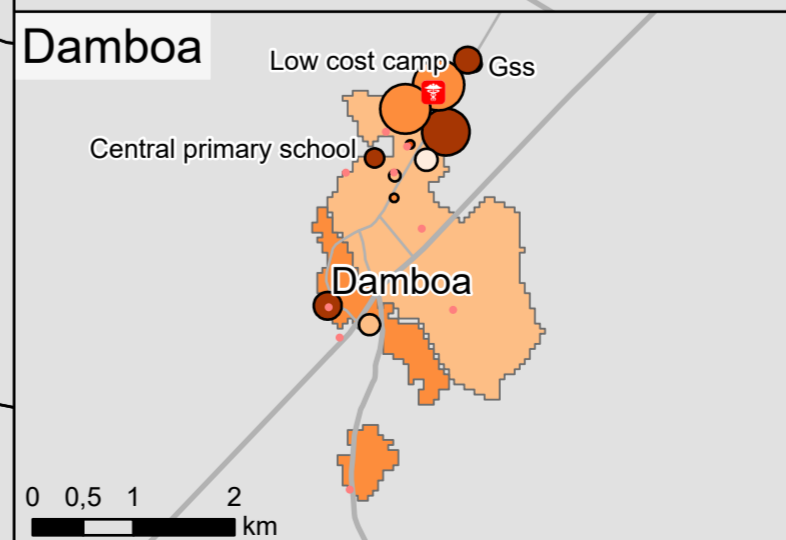 Damboa
Low cost camp
Gss
Central primary school
Damboa
0 0,5 1 2
km